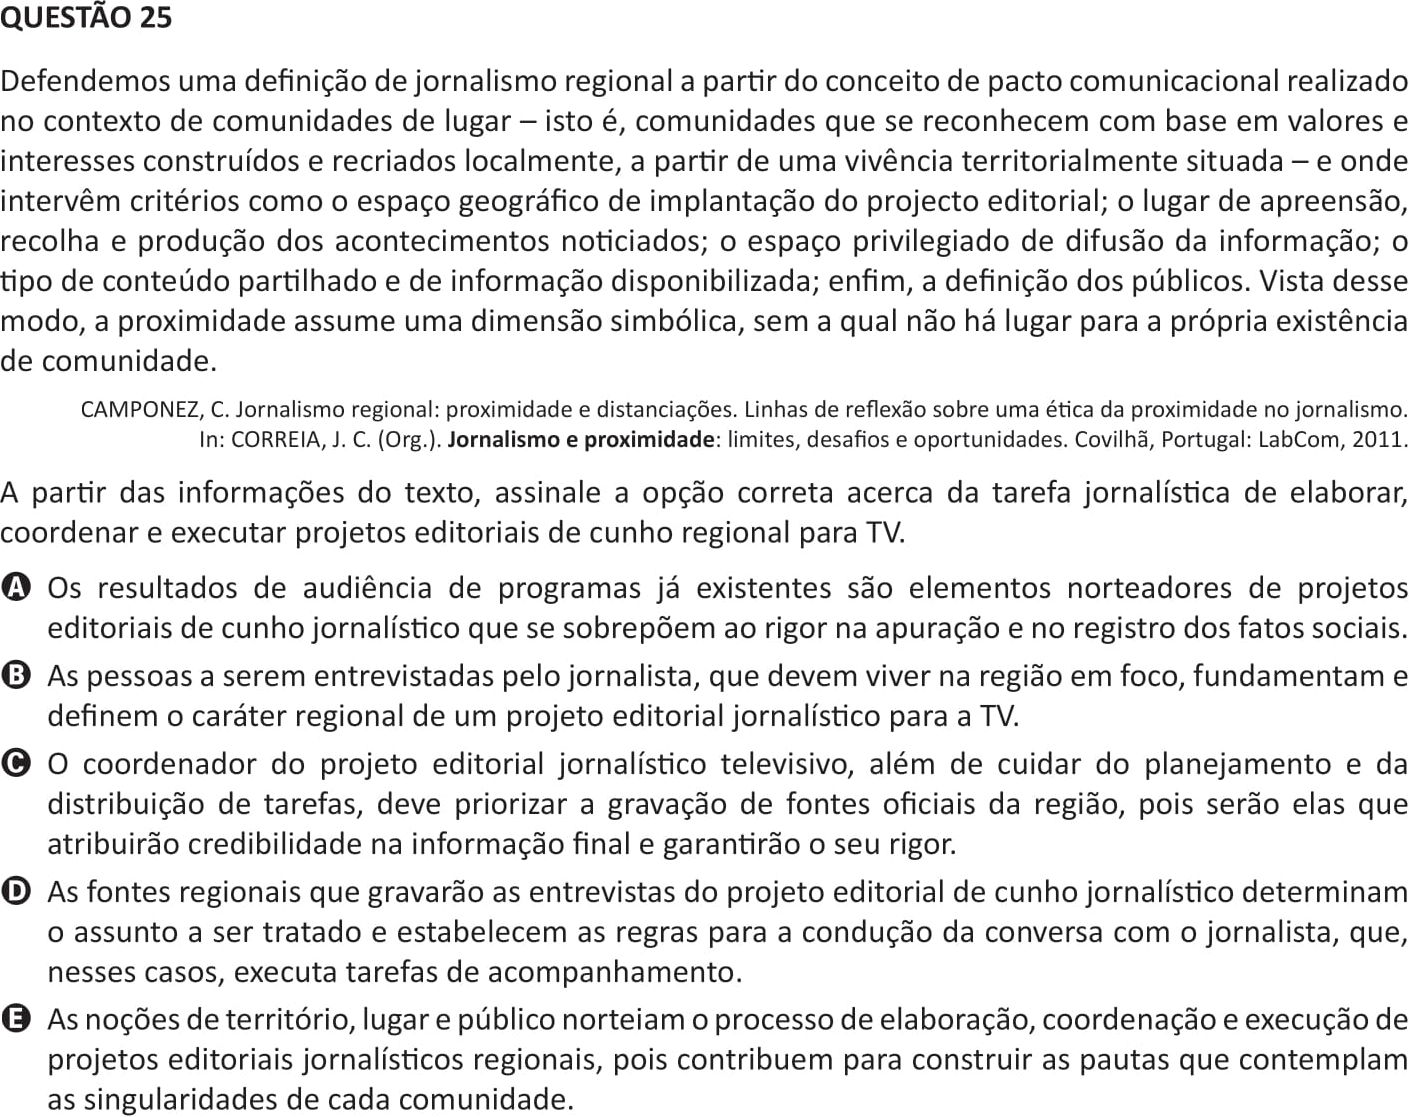 QUESTÃO 25
Defendemos uma definição de jornalismo regional a partir do conceito de pacto comunicacional realizado
no contexto de comunidades de lugar – isto é, comunidades que se reconhecem com base em valores e
interesses construídos e recriados localmente, a partir de uma vivência territorialmente situada – e onde
intervêm critérios como o espaço geográfico de implantação do projecto editorial; o lugar de apreensão,
recolha e produção dos acontecimentos noticiados; o espaço privilegiado de difusão da informação; o
tipo de conteúdo partilhado e de informação disponibilizada; enfim, a definição dos públicos. Vista desse
modo, a proximidade assume uma dimensão simbólica, sem a qual não há lugar para a própria existência
de comunidade.
CAMPONEZ, C. Jornalismo regional: proximidade e distanciações. Linhas de reflexão sobre uma ética da proximidade no jornalismo.
In: CORREIA, J. C. (Org.). Jornalismo e proximidade: limites, desafios e oportunidades. Covilhã, Portugal: LabCom, 2011.
A partir das informações do texto, assinale a opção correta acerca da tarefa jornalística de elaborar,
coordenar e executar projetos editoriais de cunho regional para TV.
A Os resultados de audiência de programas já existentes são elementos norteadores de projetos
editoriais de cunho jornalístico que se sobrepõem ao rigor na apuração e no registro dos fatos sociais.
B As pessoas a serem entrevistadas pelo jornalista, que devem viver na região em foco, fundamentam e
definem o caráter regional de um projeto editorial jornalístico para a TV.
C O coordenador do projeto editorial jornalístico televisivo, além de cuidar do planejamento e da
distribuição de tarefas, deve priorizar a gravação de fontes oficiais da região, pois serão elas que
atribuirão credibilidade na informação final e garantirão o seu rigor.
D As fontes regionais que gravarão as entrevistas do projeto editorial de cunho jornalístico determinam
o assunto a ser tratado e estabelecem as regras para a condução da conversa com o jornalista, que,
nesses casos, executa tarefas de acompanhamento.
E As noções de território, lugar e público norteiam o processo de elaboração, coordenação e execução de
projetos editoriais jornalísticos regionais, pois contribuem para construir as pautas que contemplam
as singularidades de cada comunidade.